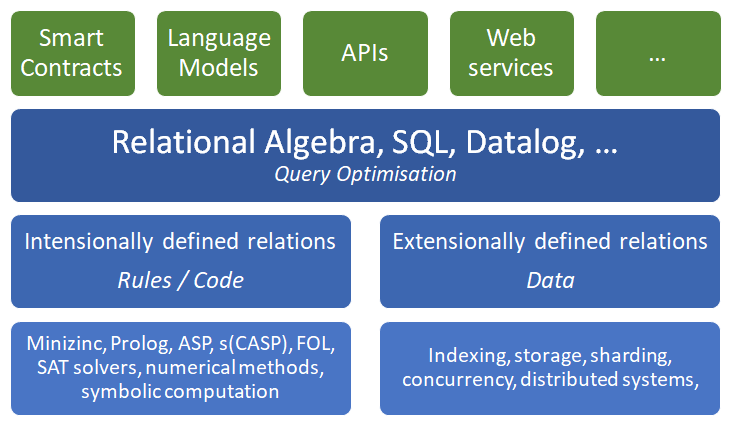 Smart
Contracts
Language
Models
APIs
Web
services
...
Relational Algebra, SQL, Datalog, ...
Query Optimisation
Intensionally defined relations
Rules / Code
Extensionally defined relations
Data
Minizinc, Prolog, ASP, s(CASP), FOL,
SAT solvers, numerical methods,
symbolic computation
Indexing, storage, sharding,
concurrency, distributed systems,